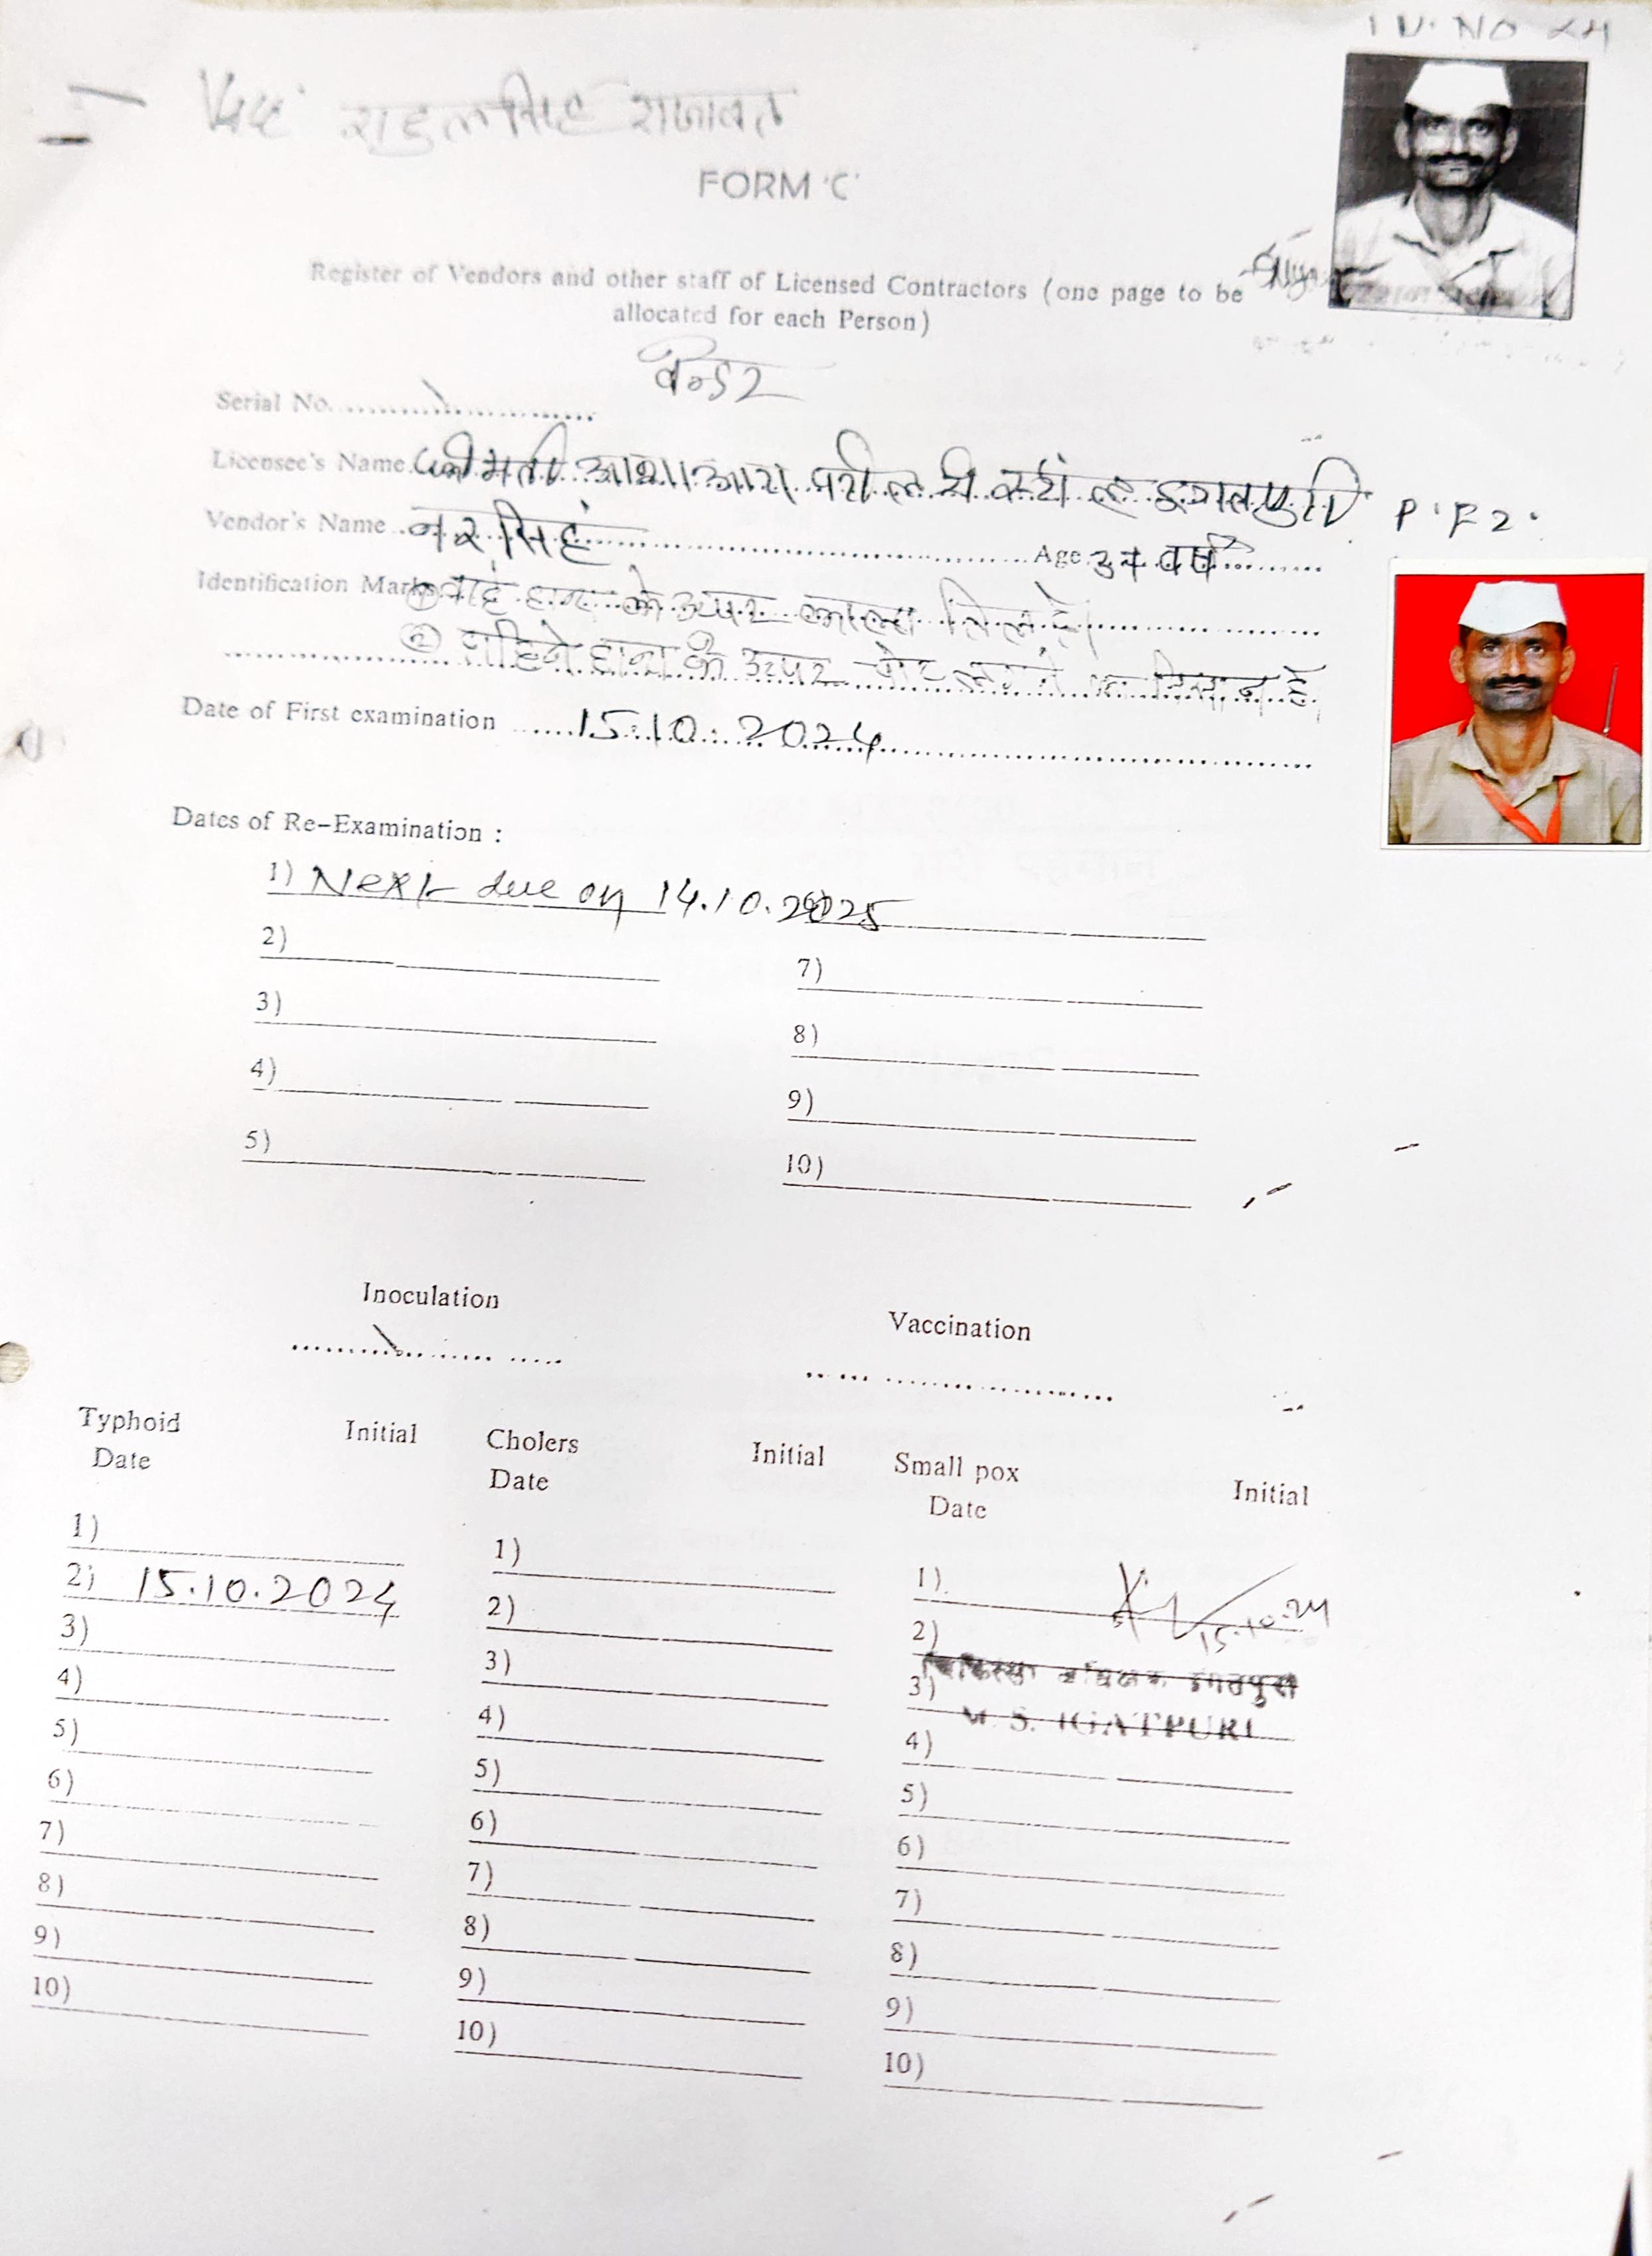 I D. NO 24
राहुलसिंह राजावत
FORM 'C'
Register of Vendors and other staff of Licensed Contractors (one page to be
allocated for each Person)
वेन्डर
Serial No.
Licensee's Name श्रीमती आशा आरा पटील टी स्टॉल इगतपुरी P.F 2.
Vendor's Name नरसिंह Age 34 वर्ष
Identification Marks ① हाथ के उपर काला तिल है।
② दाहिने हाथ के उपर चोट लगने का निशान है।
Date of First examination 15.10.2024
Dates of Re-Examination :
1) Next due on 14.10.2025
2)
7)
3)
8)
4)
9)
5)
10)
Inoculation Vaccination
Typhoid Initial Cholers Initial Small pox Initial
Date Date Date
1) 1) 1)
2) 15.10.2024 2) 2) 15.10.24
3) 3) 3) चिकित्सा अधिक्षक इगतपुरी
M. S. IGATPURI
4) 4) 4)
5) 5) 5)
6) 6) 6)
7) 7) 7)
8) 8) 8)
9) 9) 9)
10) 10) 10)